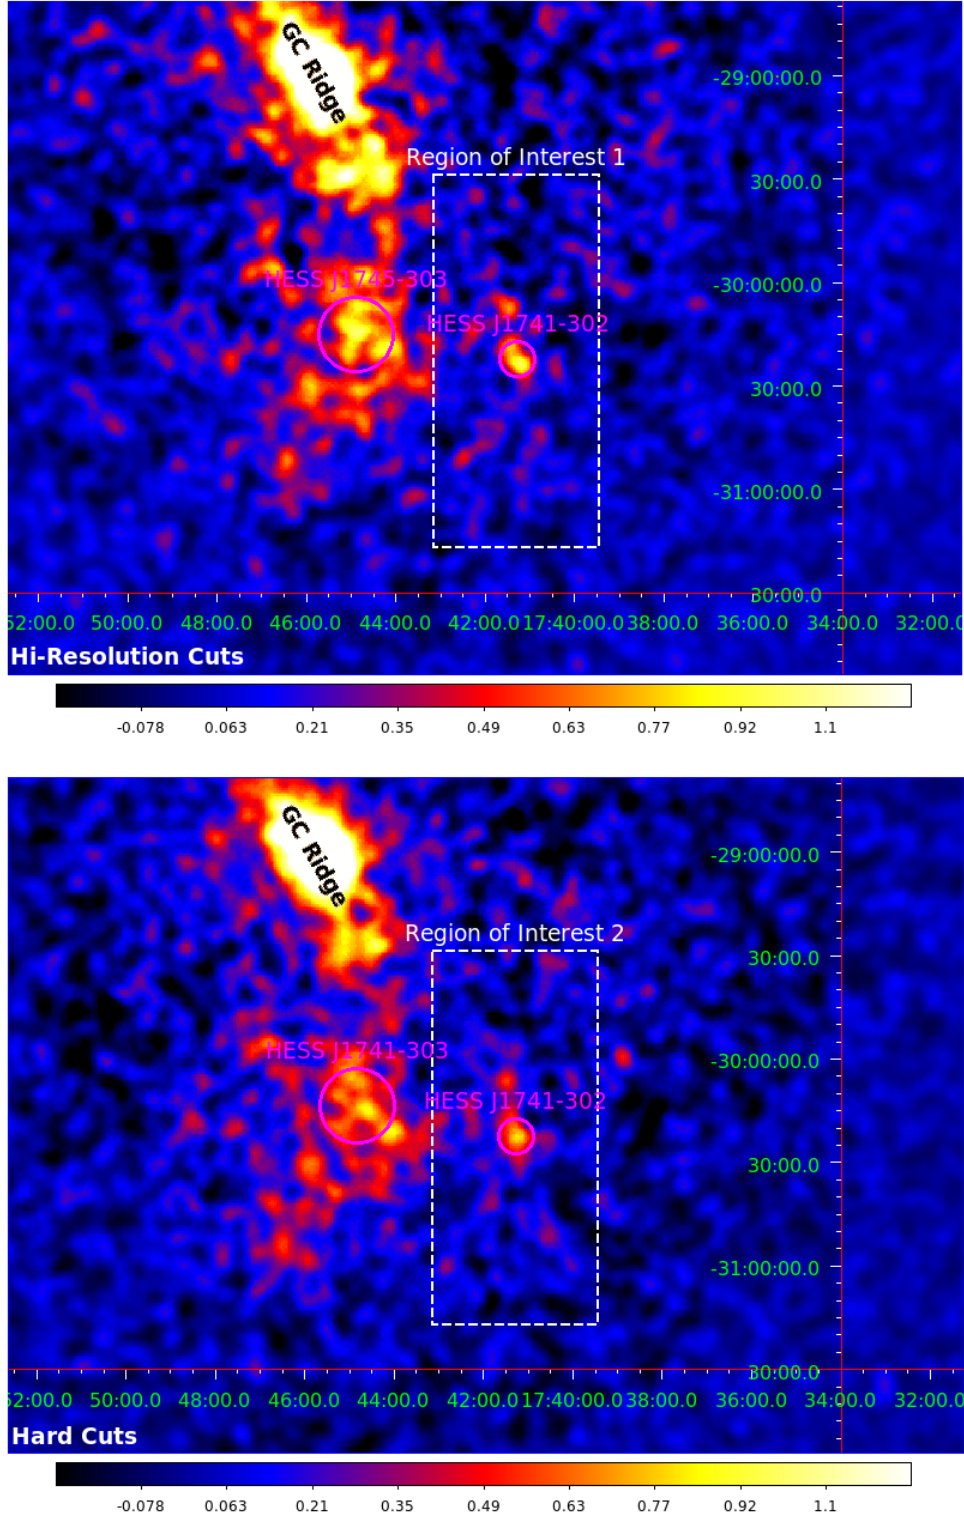 GC Ridge
-29:00:00.0
Region of Interest 1
30:00.0
HESS J1745-303
-30:00:00.0
HESS J1741-302
30:00.0
-31:00:00.0
30:00.0
52:00.0 50:00.0 48:00.0 46:00.0 44:00.0 42:00.0 17:40:00.0 38:00.0 36:00.0 34:00.0 32:00.0
Hi-Resolution Cuts
-0.078 0.063 0.21 0.35 0.49 0.63 0.77 0.92 1.1
GC Ridge
-29:00:00.0
Region of Interest 2
30:00.0
HESS J1741-303
-30:00:00.0
HESS J1741-302
30:00.0
-31:00:00.0
30:00.0
52:00.0 50:00.0 48:00.0 46:00.0 44:00.0 42:00.0 17:40:00.0 38:00.0 36:00.0 34:00.0 32:00.0
Hard Cuts
-0.078 0.063 0.21 0.35 0.49 0.63 0.77 0.92 1.1